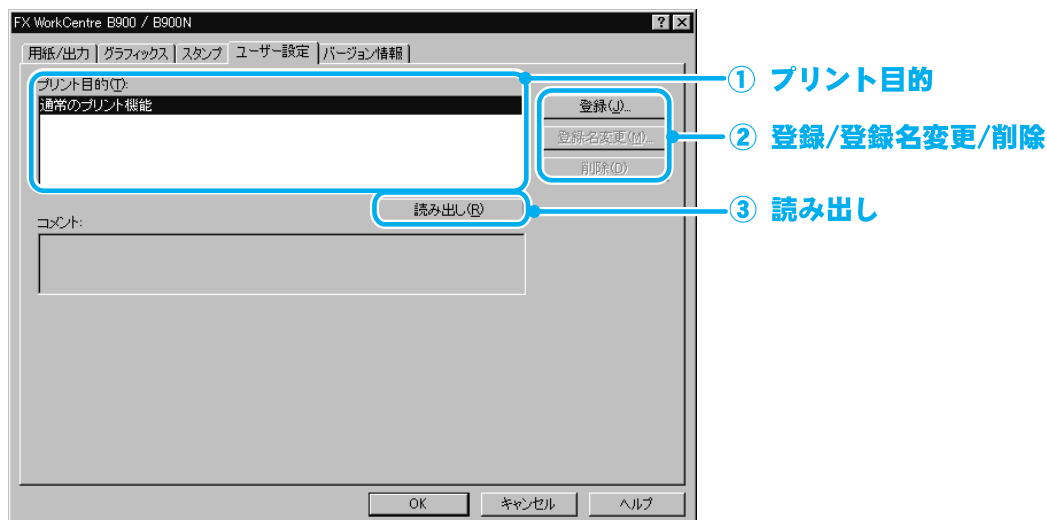 FX WorkCentre B900 / B900N
用紙/出力 グラフィックス スタンプ ユーザー設定 バージョン情報
プリント目的(T):
通常のプリント機能
登録(J)...
登録名変更(M)...
削除(D)
読み出し(R)
コメント:
OK キャンセル ヘルプ
① プリント目的
② 登録/登録名変更/削除
③ 読み出し